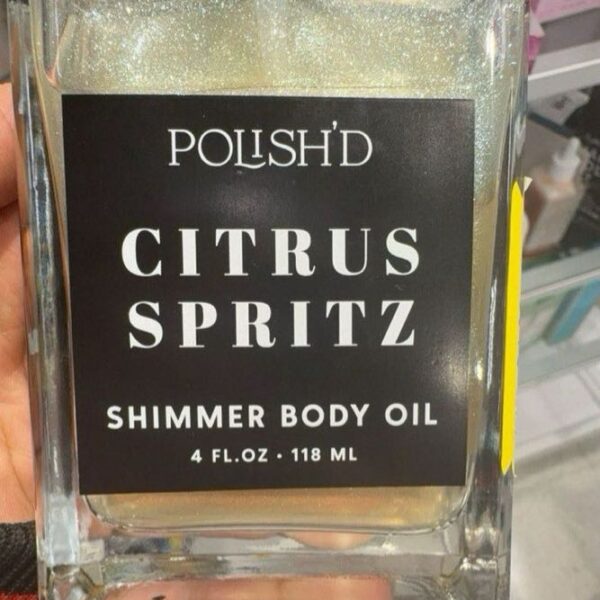 POLISH'D
CITRUS
SPRITZ
SHIMMER BODY OIL
4 FL.OZ • 118 ML